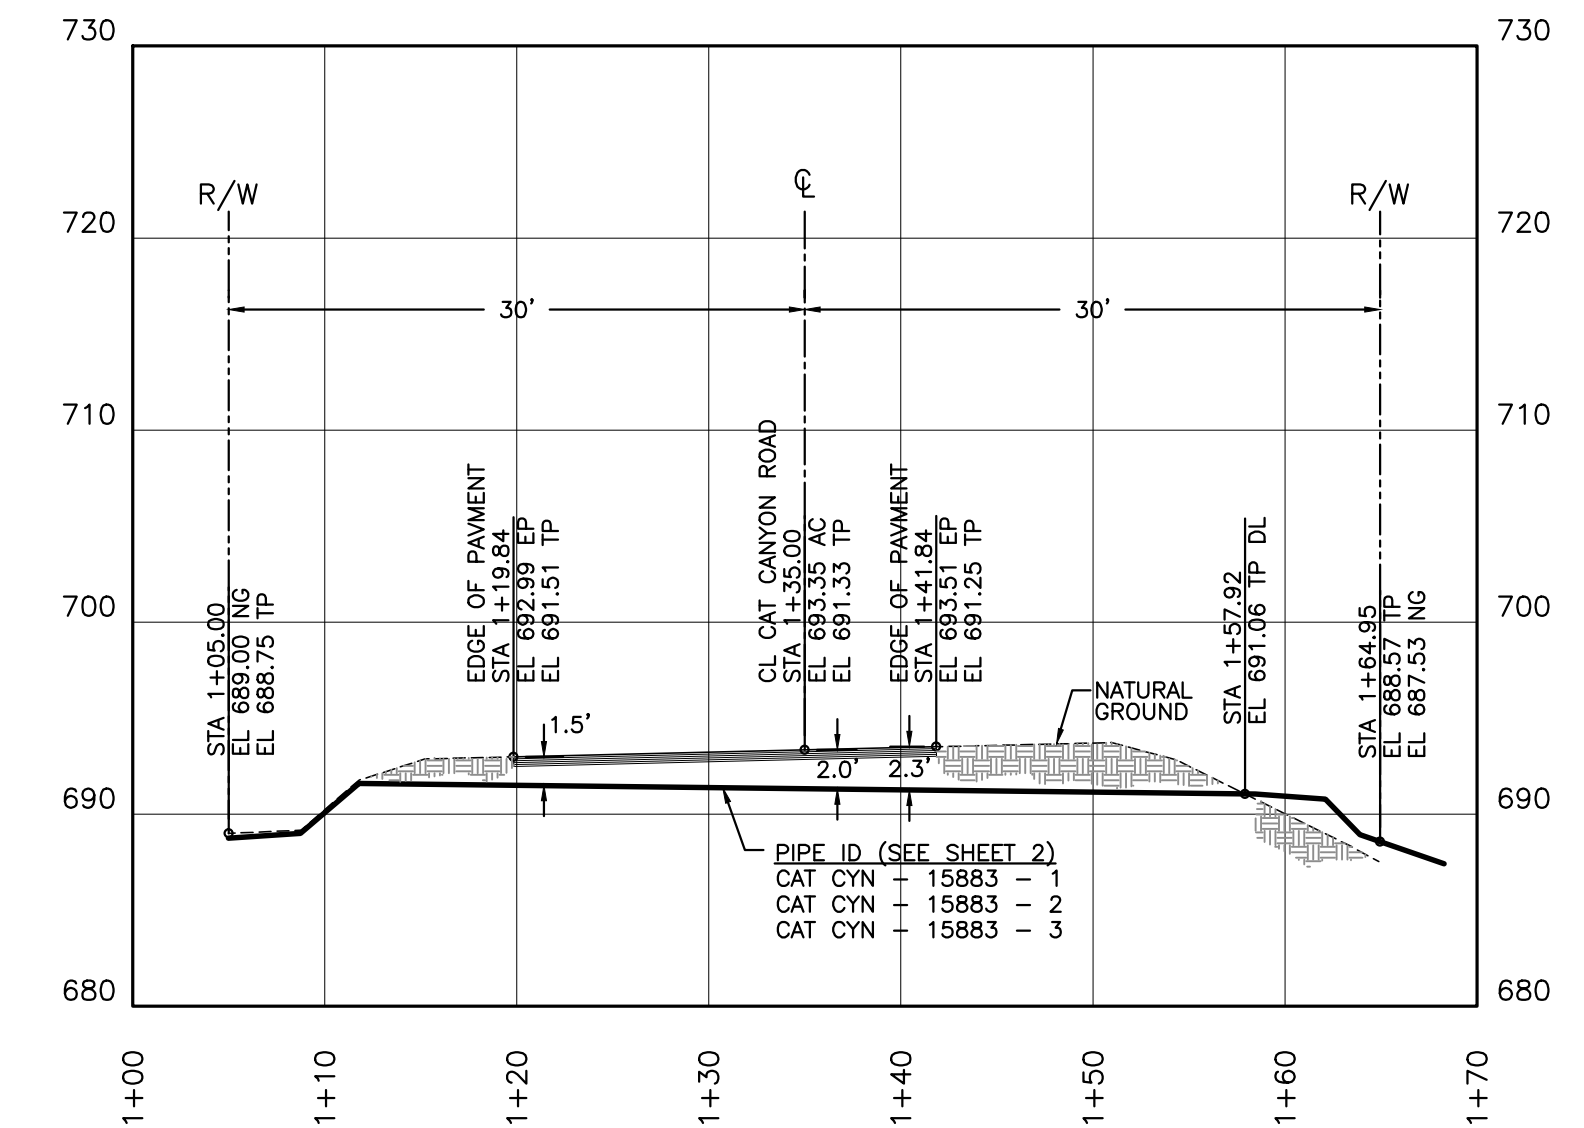 730
730
R/W
℄
R/W
720
720
30'
30'
710
710
EDGE OF PAVMENT
STA 1+19.84
EL 692.99 EP
EL 691.51 TP
CL CAT CANYON ROAD
STA 1+35.00
EL 693.35 AC
EL 691.33 TP
EDGE OF PAVMENT
STA 1+41.84
EL 693.51 EP
EL 691.25 TP
STA 1+57.92
EL 691.06 TP DL
700
700
STA 1+05.00
EL 689.00 NG
EL 688.75 TP
STA 1+64.95
EL 688.57 TP
EL 687.53 NG
NATURAL
GROUND
1.5'
2.0'
2.3'
690
690
PIPE ID (SEE SHEET 2)
CAT CYN - 15883 - 1
CAT CYN - 15883 - 2
CAT CYN - 15883 - 3
680
680
1+00
1+10
1+20
1+30
1+40
1+50
1+60
1+70